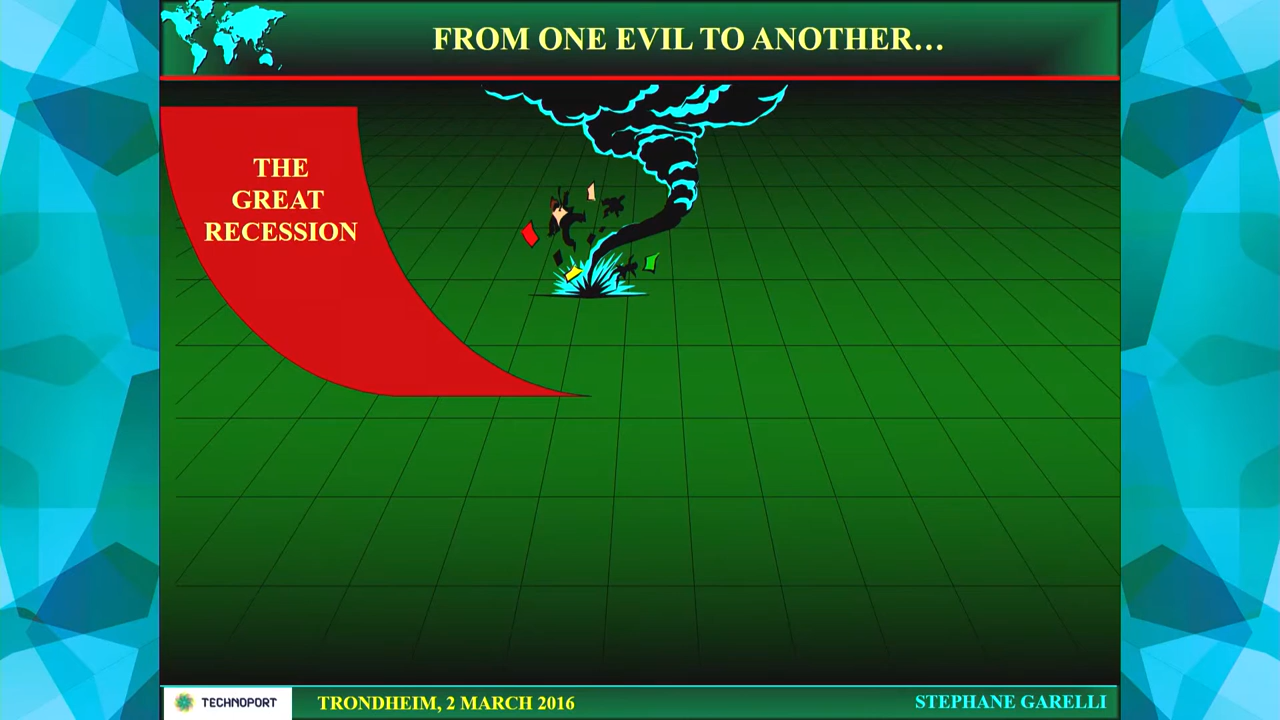 FROM ONE EVIL TO ANOTHER…
THE
GREAT
RECESSION
TECHNOPORT
TRONDHEIM, 2 MARCH 2016
STEPHANE GARELLI